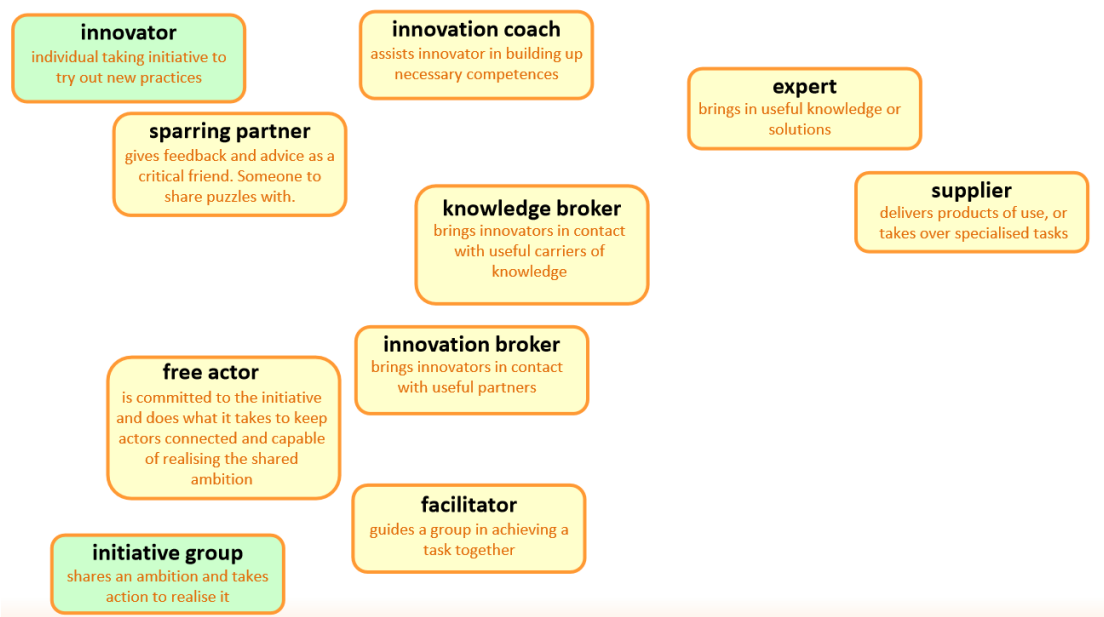 innovator
individual taking initiative to
try out new practices
innovation coach
assists innovator in building up
necessary competences
expert
brings in useful knowledge or
solutions
sparring partner
gives feedback and advice as a
critical friend. Someone to
share puzzles with.
supplier
delivers products of use, or
takes over specialised tasks
knowledge broker
brings innovators in contact
with useful carriers of
knowledge
innovation broker
brings innovators in contact
with useful partners
free actor
is committed to the initiative
and does what it takes to keep
actors connected and capable
of realising the shared
ambition
facilitator
guides a group in achieving a
task together
initiative group
shares an ambition and takes
action to realise it